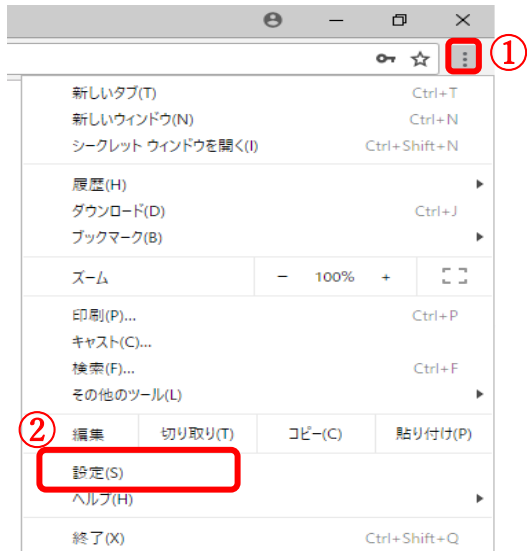 ①
新しいタブ(T) Ctrl+T
新しいウィンドウ(N) Ctrl+N
シークレット ウィンドウを開く(I) Ctrl+Shift+N
履歴(H)
ダウンロード(D) Ctrl+J
ブックマーク(B)
ズーム − 100% +
印刷(P)... Ctrl+P
キャスト(C)...
検索(F)... Ctrl+F
その他のツール(L)
② 編集 切り取り(T) コピー(C) 貼り付け(P)
設定(S)
ヘルプ(H)
終了(X) Ctrl+Shift+Q